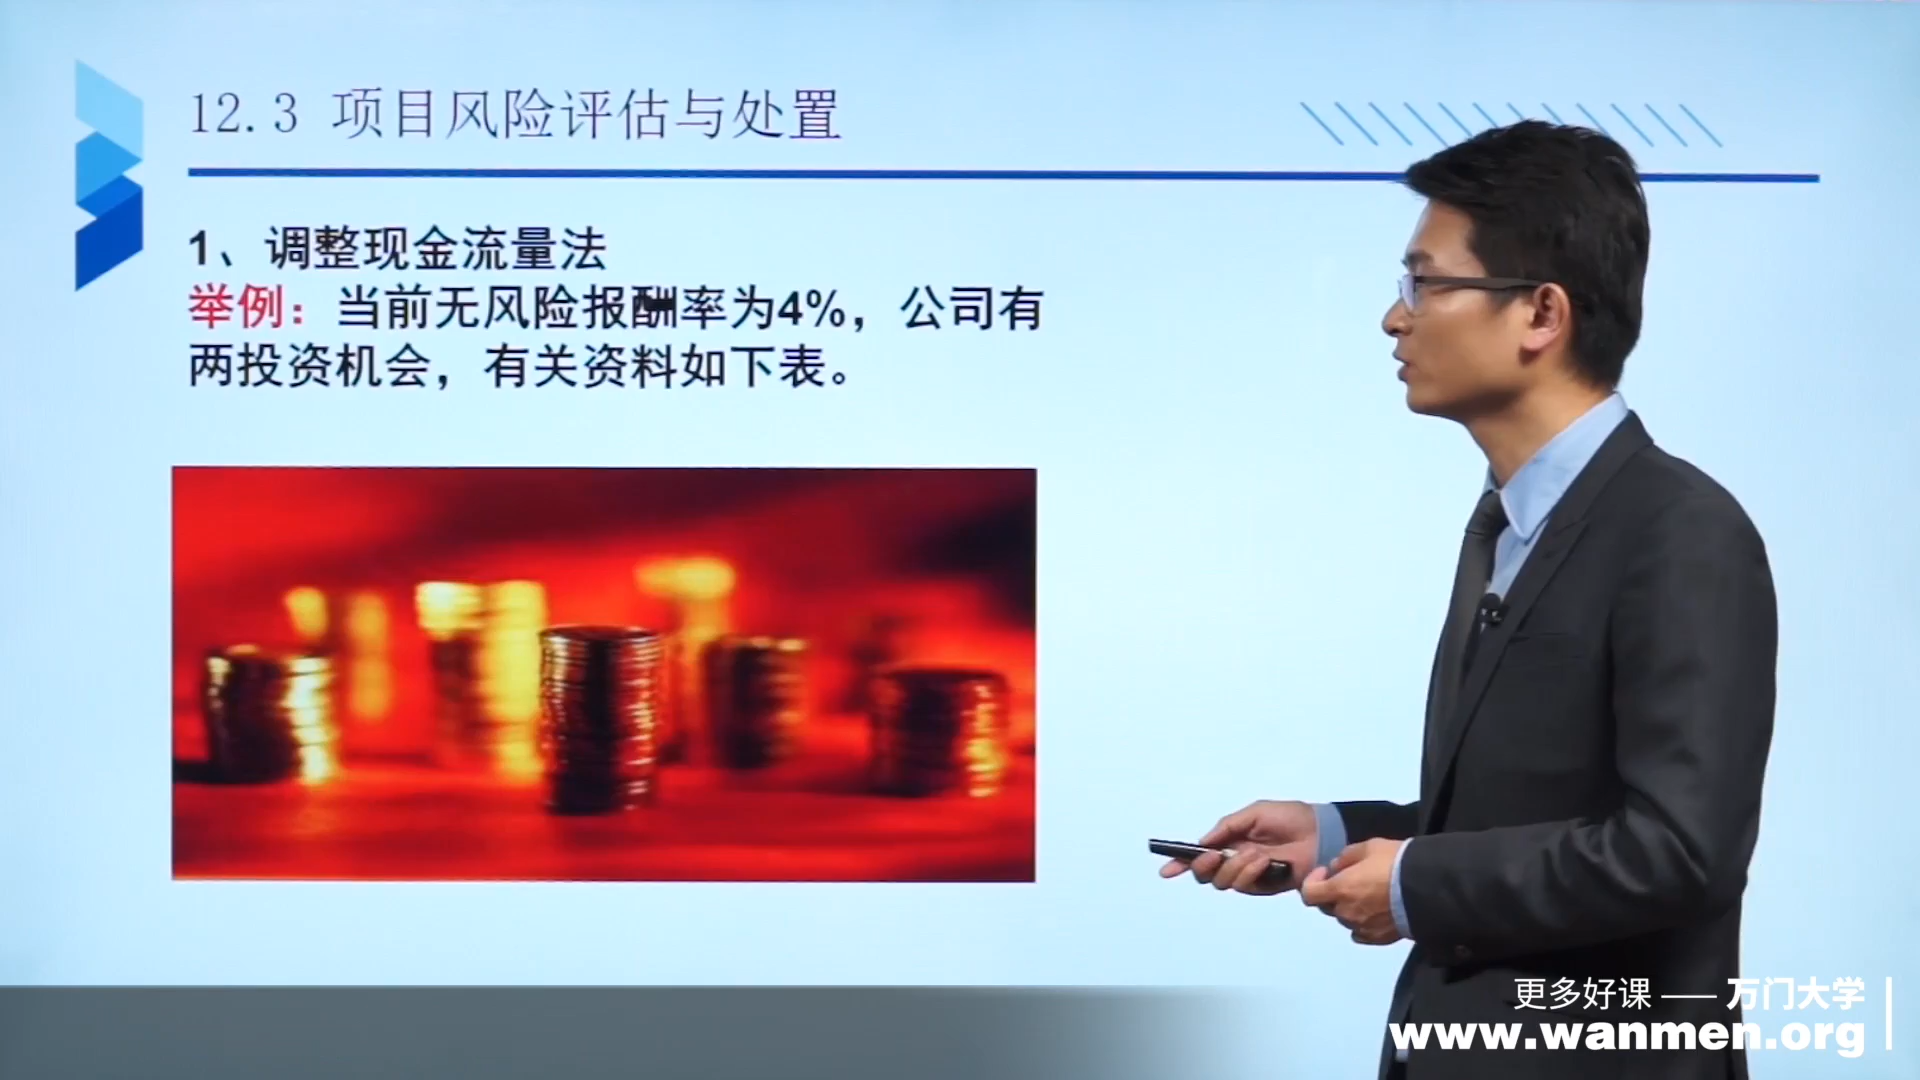 12.3 项目风险评估与处置
1、调整现金流量法
举例：当前无风险报酬率为4%，公司有
两投资机会，有关资料如下表。
更多好课 —— 万门大学
www.wanmen.org